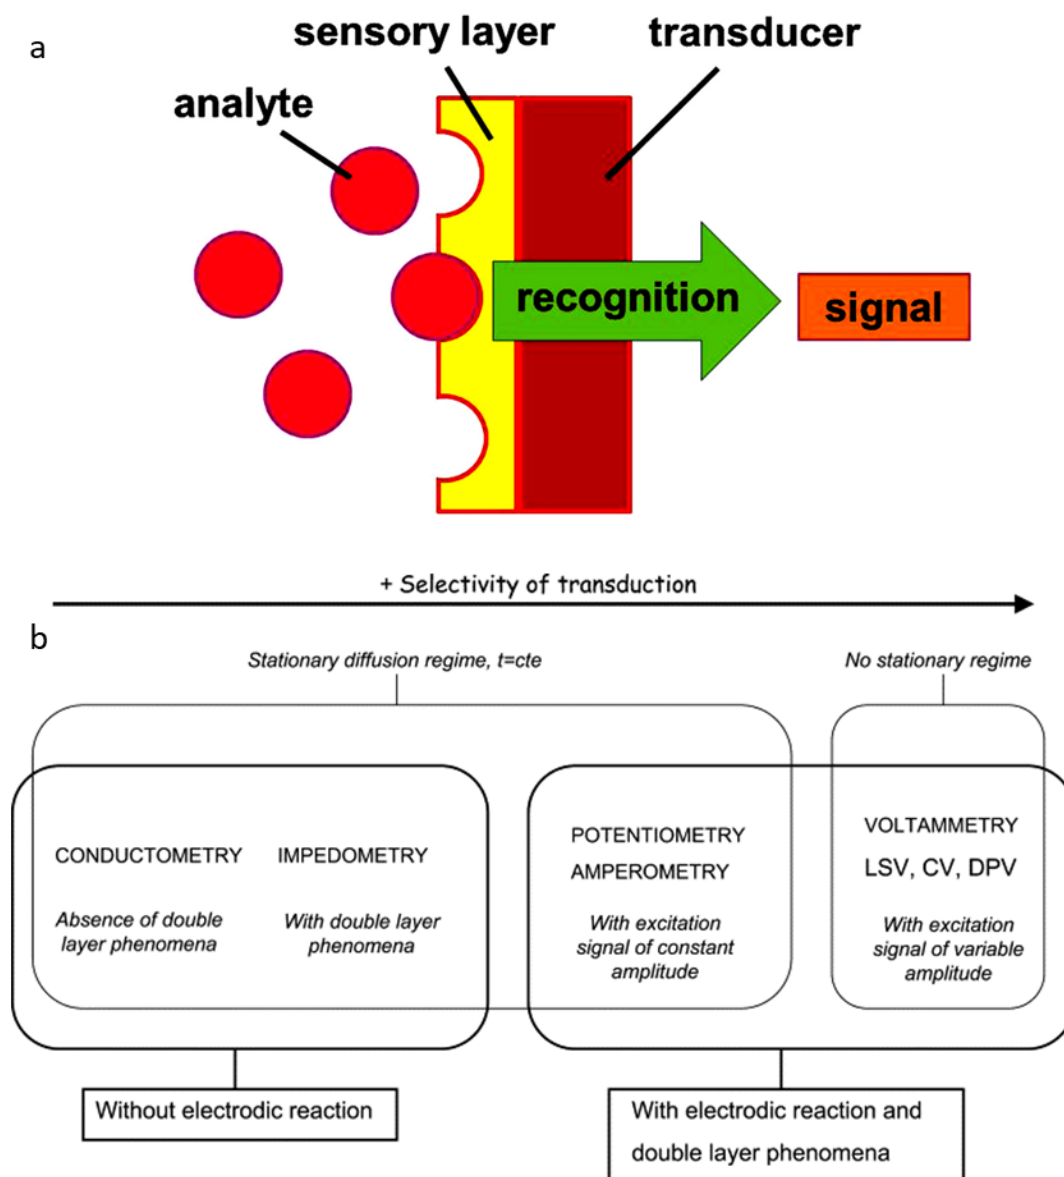 a
sensory layer
transducer
analyte
recognition
signal
+ Selectivity of transduction
b
Stationary diffusion regime, t=cte
No stationary regime
CONDUCTOMETRY
IMPEDOMETRY
POTENTIOMETRY
AMPEROMETRY
VOLTAMMETRY
LSV, CV, DPV
Absence of double
layer phenomena
With double layer
phenomena
With excitation
signal of constant
amplitude
With excitation
signal of variable
amplitude
Without electrodic reaction
With electrodic reaction and
double layer phenomena